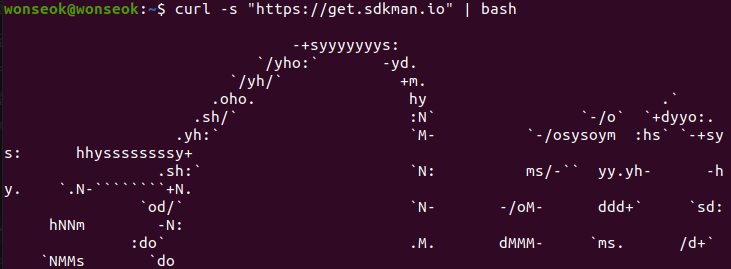 wonseok@wonseok:~$ curl -s "https://get.sdkman.io" | bash
                                -+syyyyyyys:
                            `/yho:`       -yd.
                         `/yh/`             +m.
                       .oho.                 hy                          .`
                     .sh/`                   :N`                `-/o`  `+dyyo:.
                   .yh:`                     `M-          `-/osysoym  :hs` `-+sy
s:      hhyssssssssy+
                 .sh:`                       `N:          ms/-``  yy.yh-      -h
y.    `.N-````````+N.
               `od/`                         `N-       -/oM-      ddd+`     `sd:
     hNNm        -N:
              :do`                           .M.       dMMM-     `ms.      /d+`
    `NMMs       `do